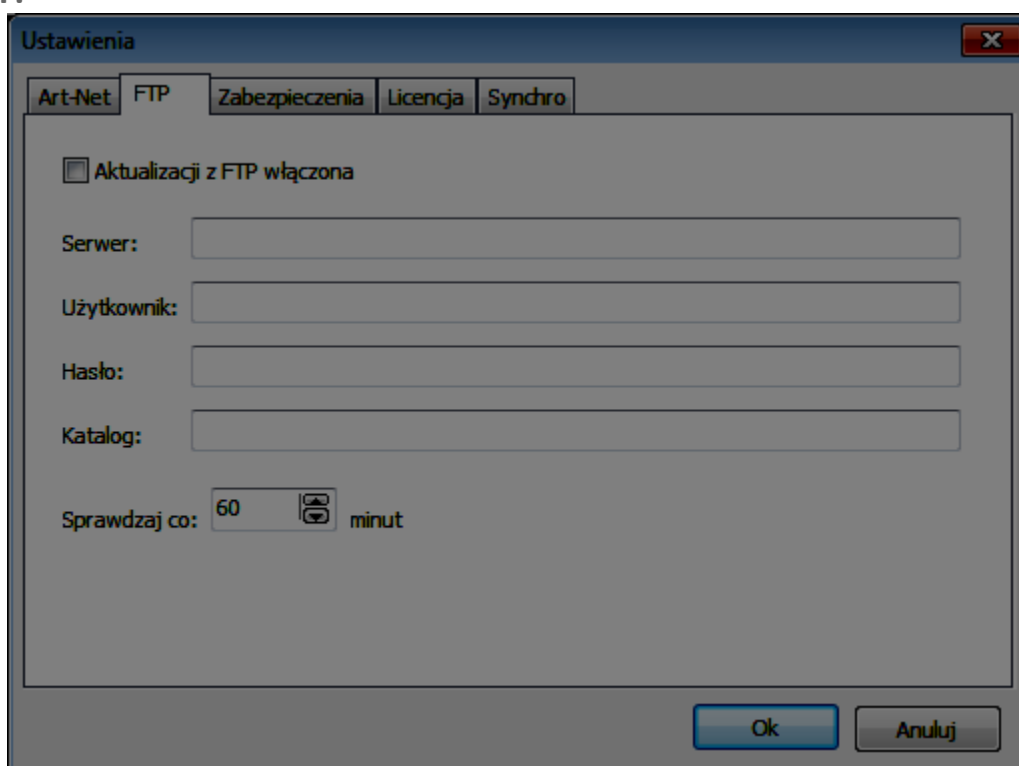 Ustawienia
Art-Net FTP Zabezpieczenia Licencja Synchro
Aktualizacji z FTP włączona
Serwer:
Użytkownik:
Hasło:
Katalog:
Sprawdzaj co: 60 minut
Ok Anuluj